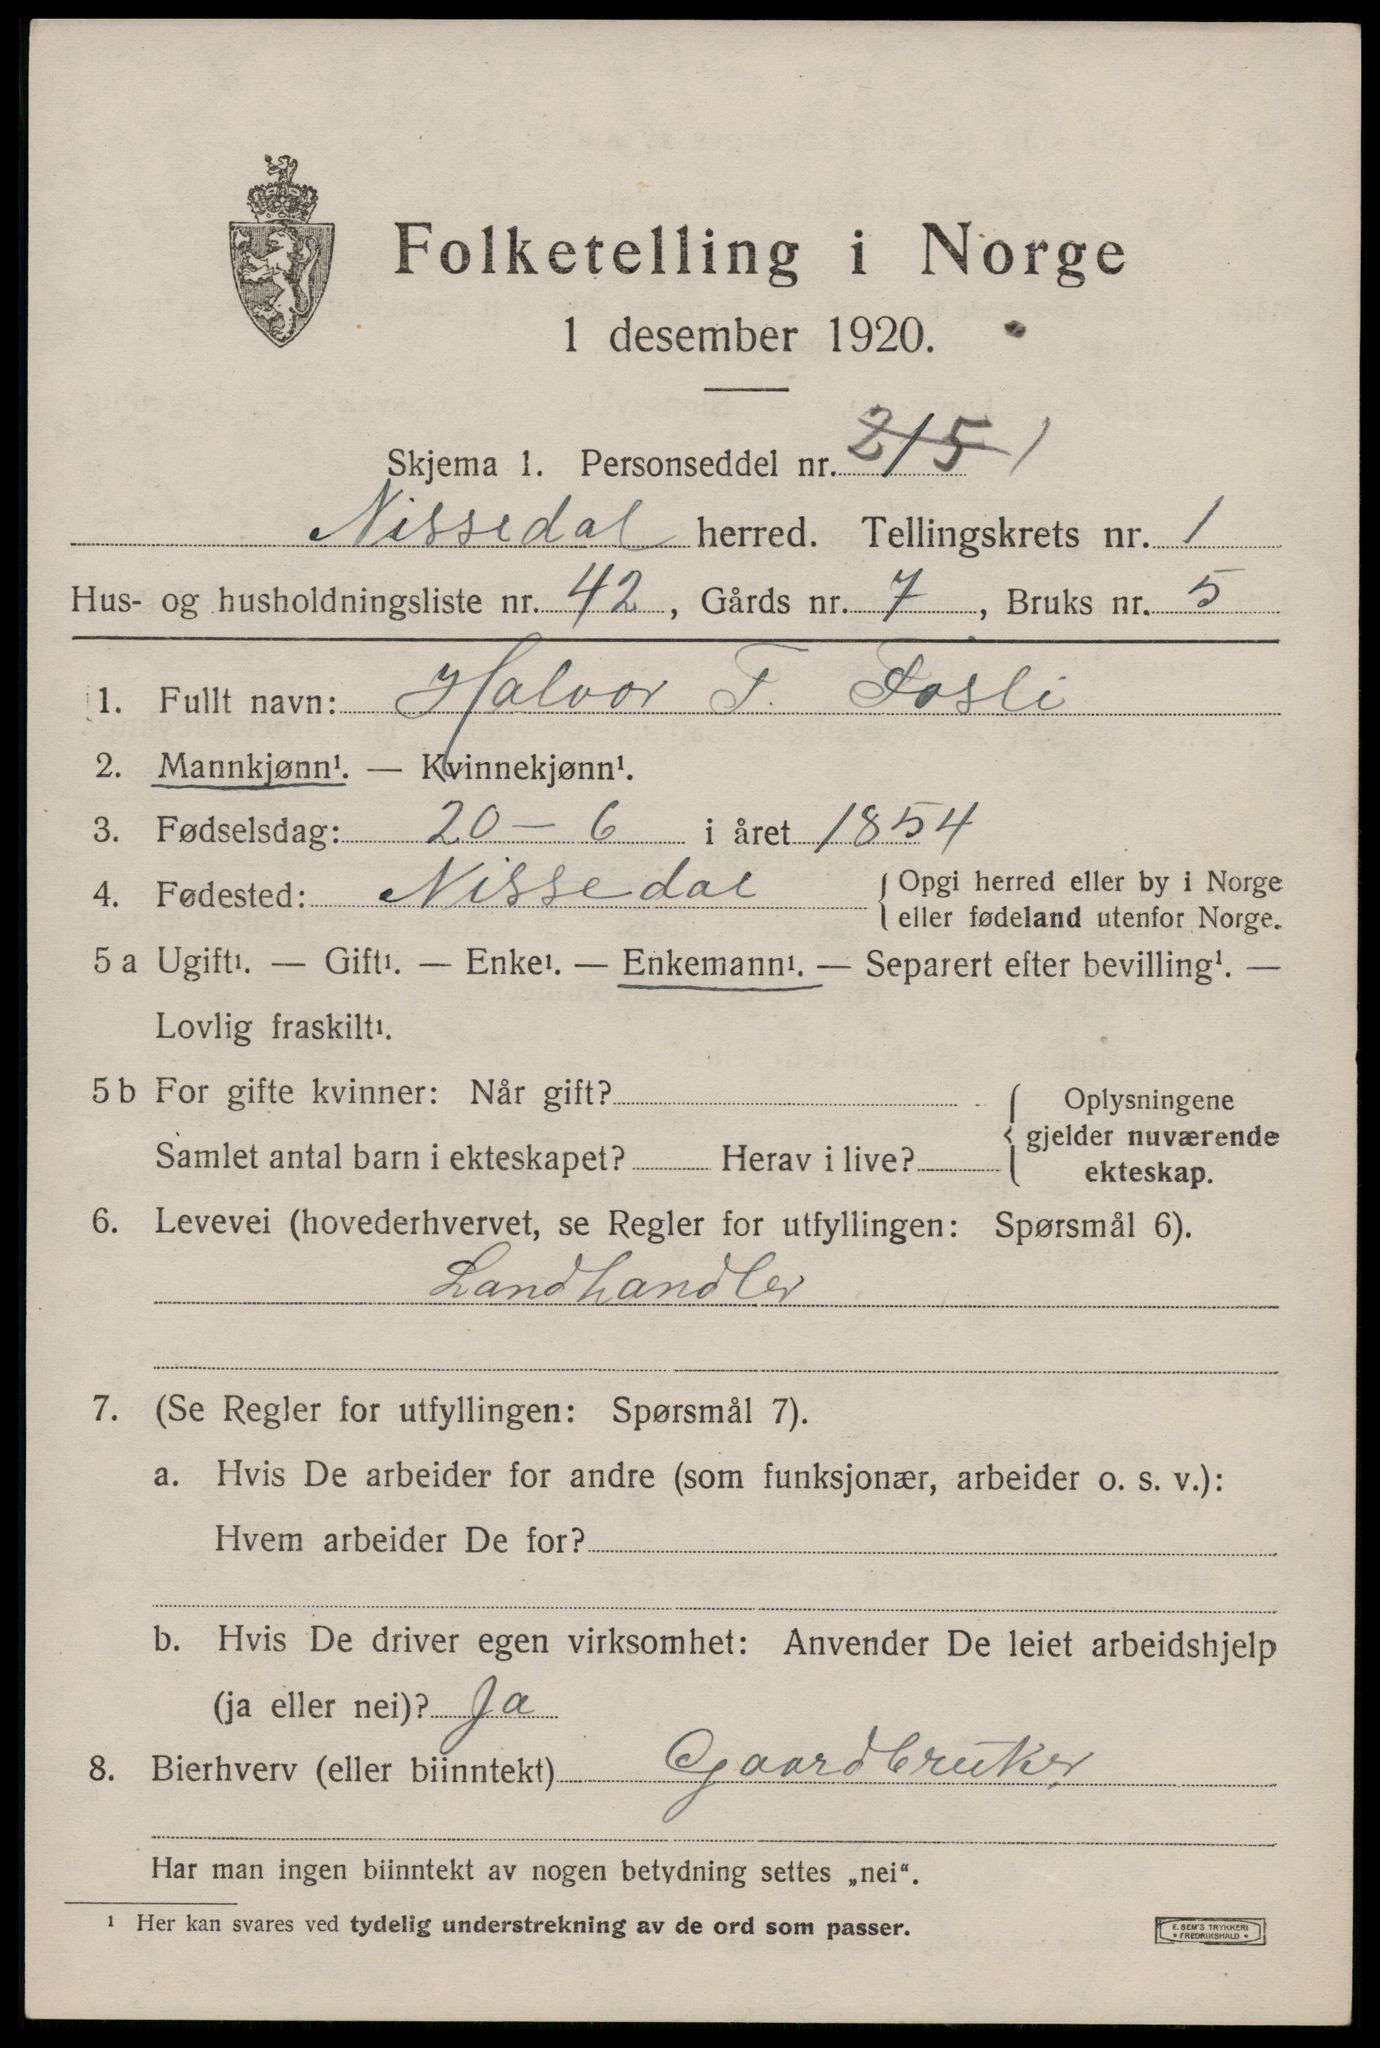 Folketelling i Norge
1 desember 1920.
Skjema 1. Personseddel nr. 215 1
Nissedal herred. Tellingskrets nr. 1
Hus- og husholdningsliste nr. 42, Gårds nr. 7, Bruks nr. 5
1. Fullt navn: Halvor T. Fosli
2. Mannkjønn¹. — Kvinnekjønn¹.
3. Fødselsdag: 20 – 6 i året 1854
4. Fødested: Nissedal { Opgi herred eller by i Norge
eller fødeland utenfor Norge.
5 a Ugift¹. — Gift¹. — Enke¹. — Enkemann¹. — Separert efter bevilling¹. —
Lovlig fraskilt¹.
5 b For gifte kvinner: Når gift? { Oplysningene
gjelder nuværende
Samlet antal barn i ekteskapet? Herav i live?
ekteskap.
6. Levevei (hovederhvervet, se Regler for utfyllingen: Spørsmål 6).
Landhandler
7. (Se Regler for utfyllingen: Spørsmål 7).
a. Hvis De arbeider for andre (som funksjonær, arbeider o. s. v.):
Hvem arbeider De for?
b. Hvis De driver egen virksomhet: Anvender De leiet arbeidshjelp
(ja eller nei)? Ja
8. Bierhverv (eller biinntekt) Gaardbruker
Har man ingen biinntekt av nogen betydning settes „nei“.
¹ Her kan svares ved tydelig understrekning av de ord som passer.
E. SEM'S TRYKKERI
• FREDRIKSHALD •